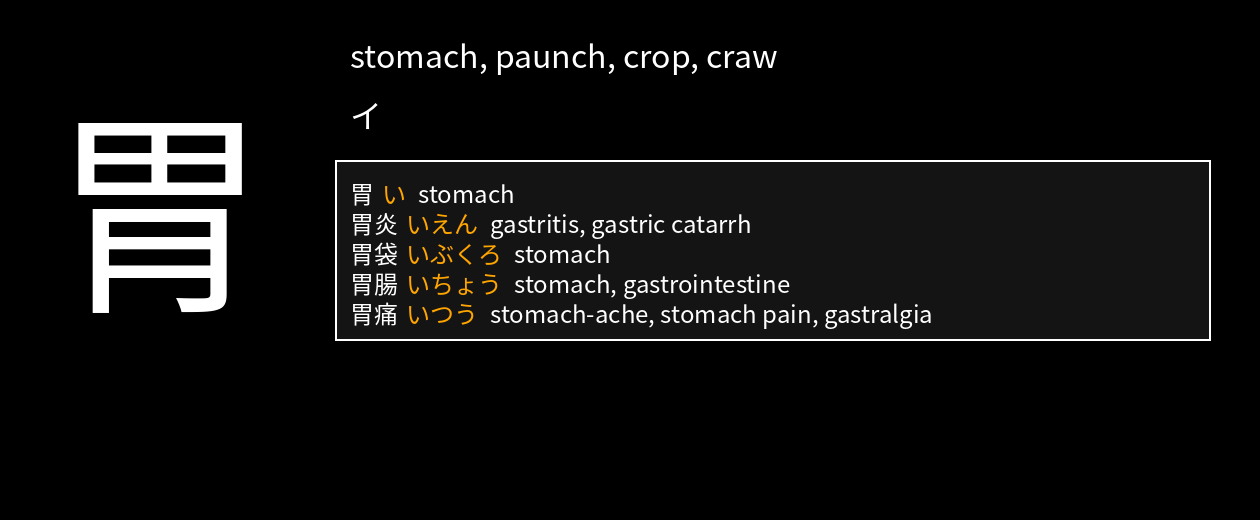 胃
stomach, paunch, crop, craw
イ
胃 い stomach
胃炎 いえん gastritis, gastric catarrh
胃袋 いぶくろ stomach
胃腸 いちょう stomach, gastrointestine
胃痛 いつう stomach-ache, stomach pain, gastralgia